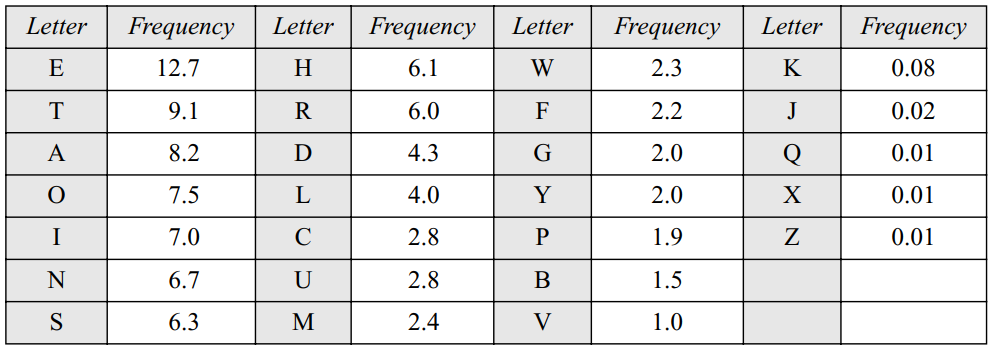 Letter Frequency Letter Frequency Letter Frequency Letter Frequency
E 12.7 H 6.1 W 2.3 K 0.08
T 9.1 R 6.0 F 2.2 J 0.02
A 8.2 D 4.3 G 2.0 Q 0.01
O 7.5 L 4.0 Y 2.0 X 0.01
I 7.0 C 2.8 P 1.9 Z 0.01
N 6.7 U 2.8 B 1.5
S 6.3 M 2.4 V 1.0